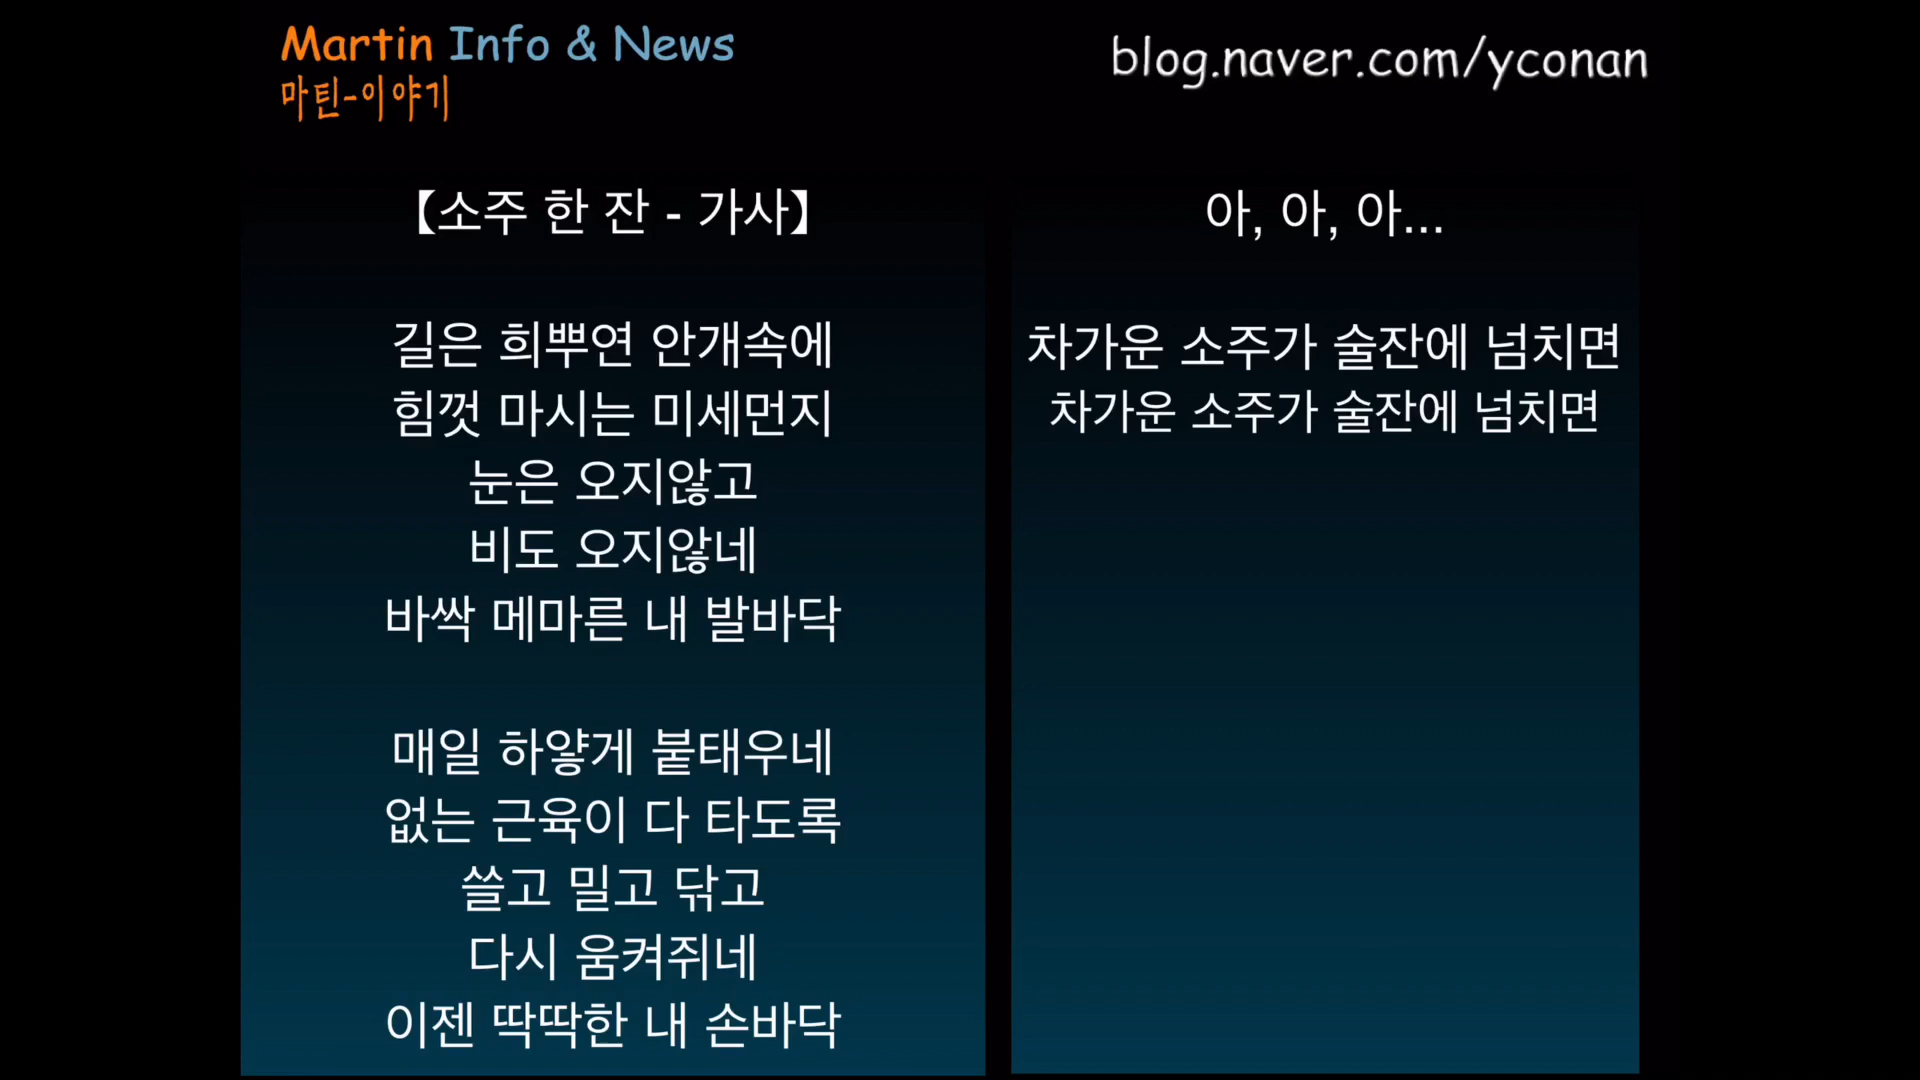 Martin Info & News
마틴-이야기
blog.naver.com/yconan
【소주 한 잔 - 가사】
길은 희뿌연 안개속에
힘껏 마시는 미세먼지
눈은 오지않고
비도 오지않네
바싹 메마른 내 발바닥
매일 하얗게 불태우네
없는 근육이 다 타도록
쓸고 밀고 닦고
다시 움켜쥐네
이젠 딱딱한 내 손바닥
아, 아, 아...
차가운 소주가 술잔에 넘치면
차가운 소주가 술잔에 넘치면